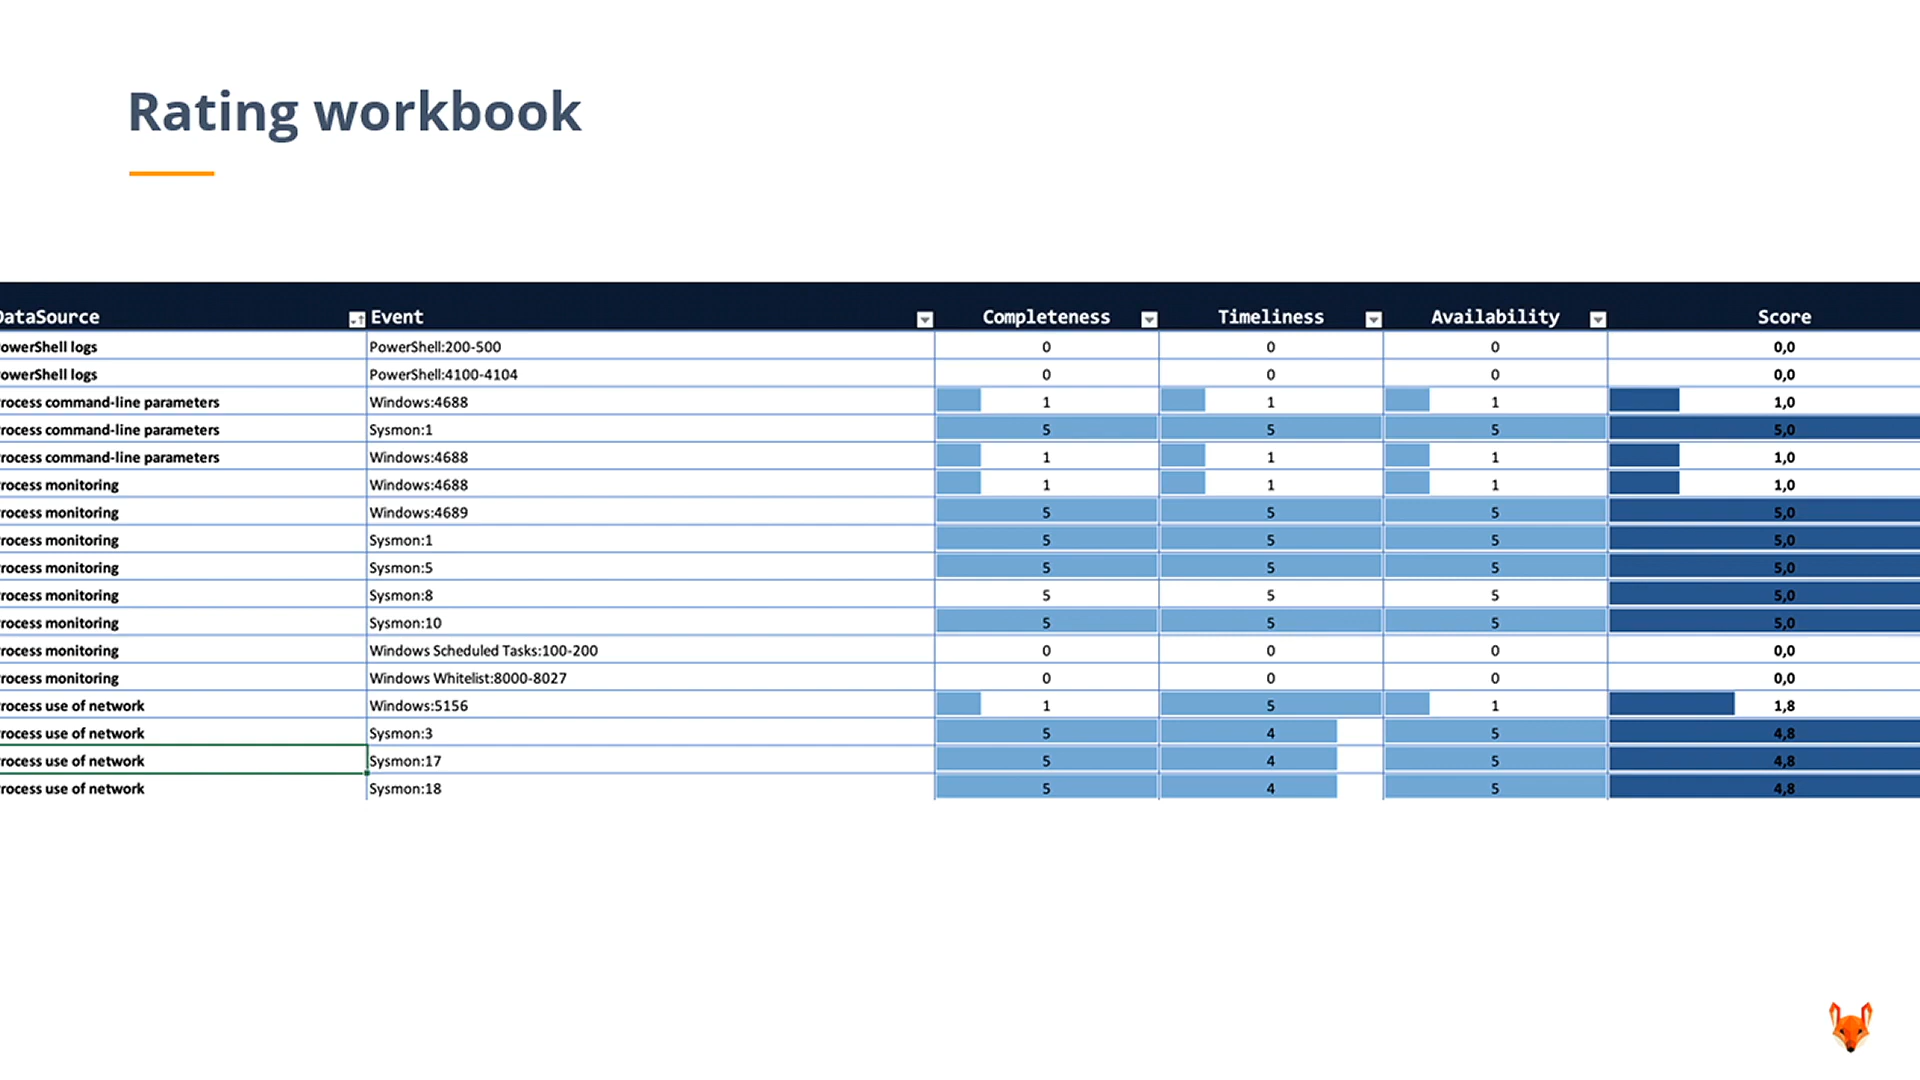 Rating workbook
DataSource Event Completeness Timeliness Availability Score
owerShell logs PowerShell:200-500 0 0 0 0,0
owerShell logs PowerShell:4100-4104 0 0 0 0,0
rocess command-line parameters Windows:4688 1 1 1 1,0
rocess command-line parameters Sysmon:1 5 5 5 5,0
rocess command-line parameters Windows:4688 1 1 1 1,0
rocess monitoring Windows:4688 1 1 1 1,0
rocess monitoring Windows:4689 5 5 5 5,0
rocess monitoring Sysmon:1 5 5 5 5,0
rocess monitoring Sysmon:5 5 5 5 5,0
rocess monitoring Sysmon:8 5 5 5 5,0
rocess monitoring Sysmon:10 5 5 5 5,0
rocess monitoring Windows Scheduled Tasks:100-200 0 0 0 0,0
rocess monitoring Windows Whitelist:8000-8027 0 0 0 0,0
rocess use of network Windows:5156 1 5 1 1,8
rocess use of network Sysmon:3 5 4 5 4,8
rocess use of network Sysmon:17 5 4 5 4,8
rocess use of network Sysmon:18 5 4 5 4,8